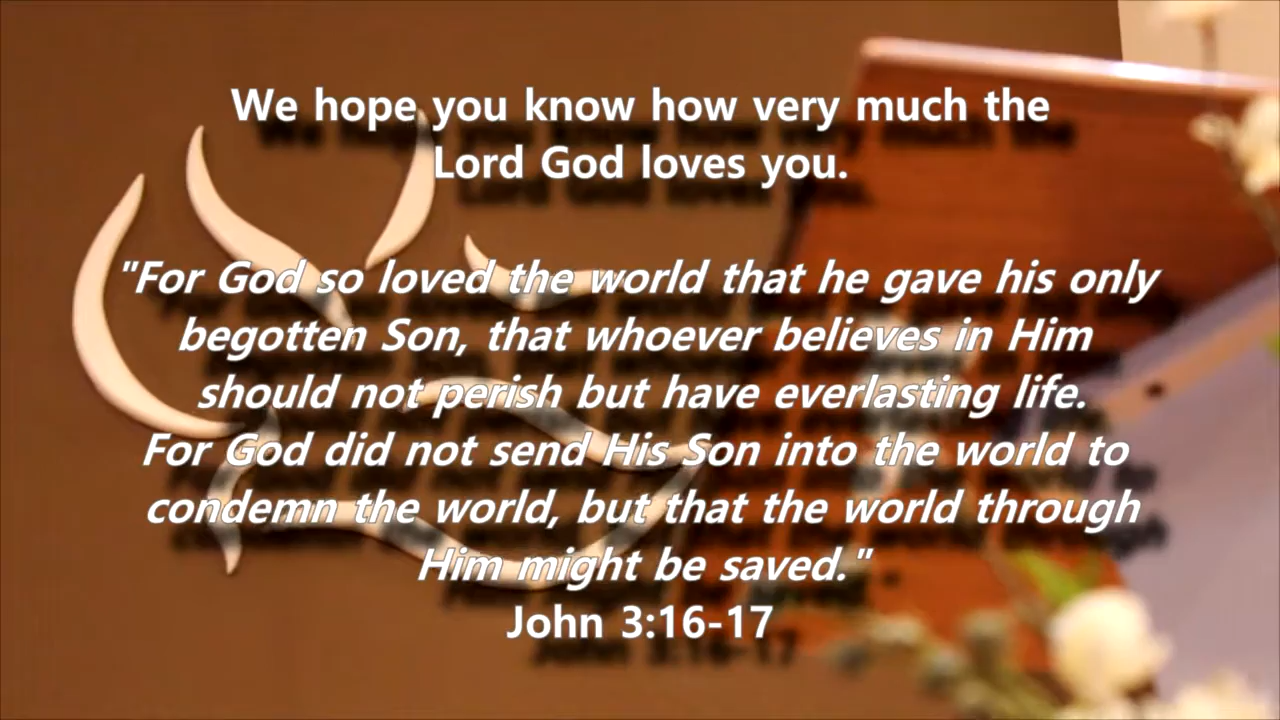 We hope you know how very much the
Lord God loves you.
"For God so loved the world that he gave his only
begotten Son, that whoever believes in Him
should not perish but have everlasting life.
For God did not send His Son into the world to
condemn the world, but that the world through
Him might be saved."
John 3:16-17